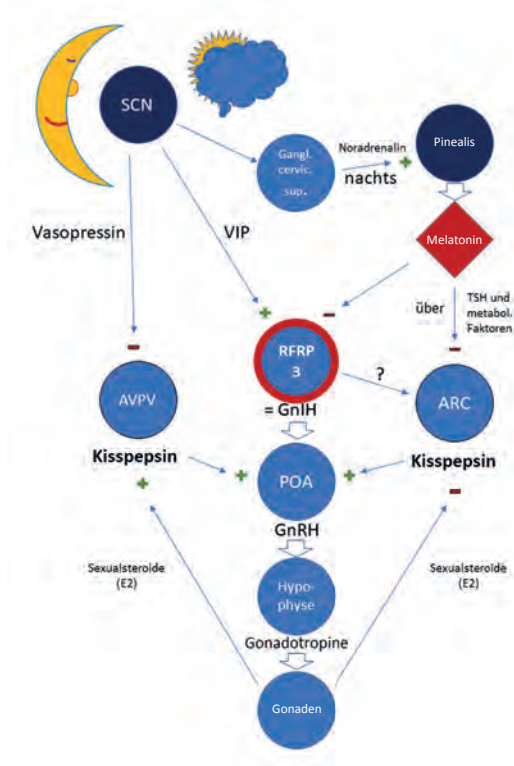 SCN
Gangl.
cervic.
sup.
Noradrenalin
+
nachts
Pinealis
Vasopressin
VIP
Melatonin
über
TSH und
metabol.
Faktoren
+
-
-
-
RFRP
3
?
AVPV
= GnIH
ARC
Kisspepsin
+
+
POA
+
Kisspepsin
-
GnRH
Sexualsteroide
(E2)
Hypo-
physe
Sexualsteroide
(E2)
Gonadotropine
Gonaden